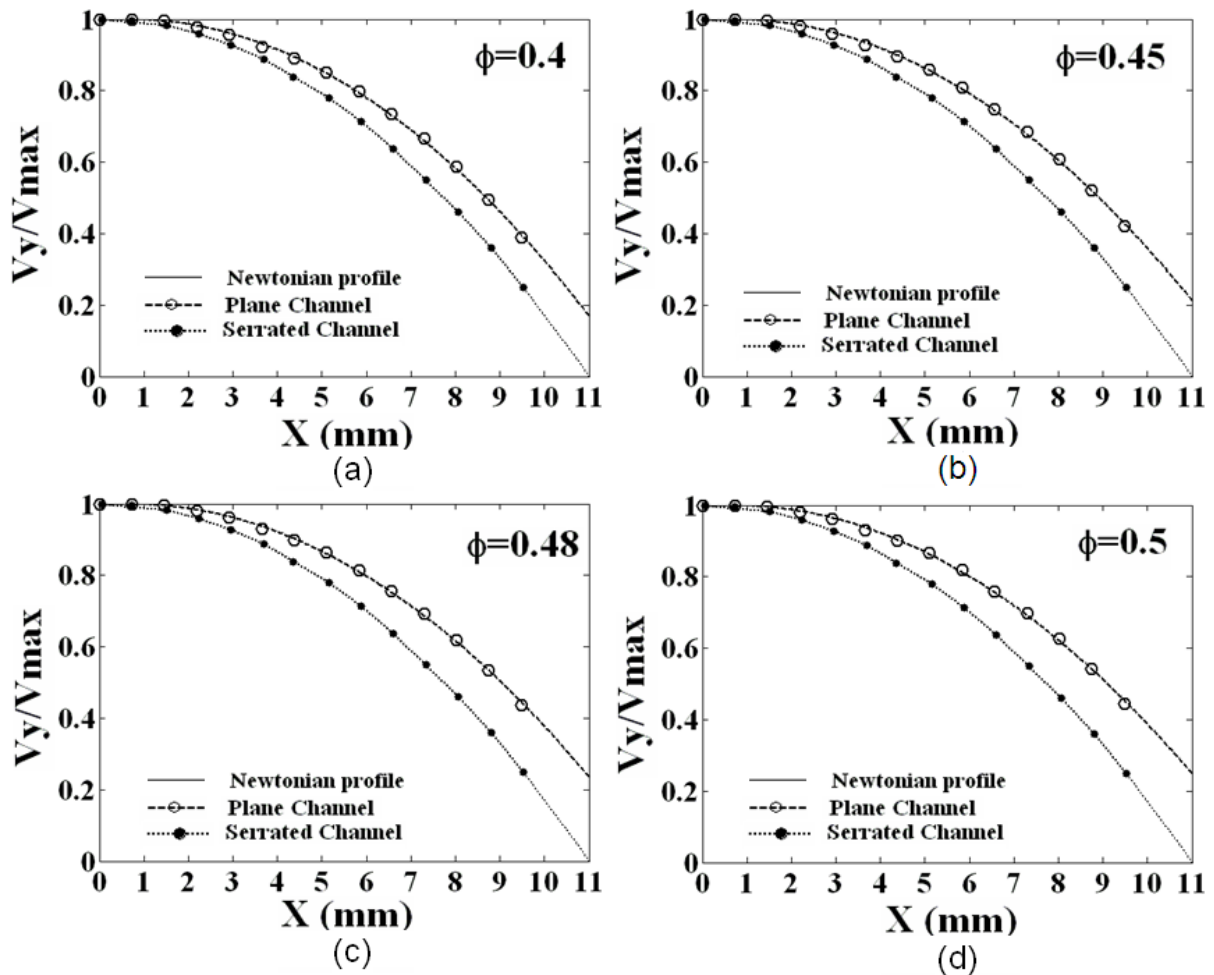 1
0.8
0.6
0.4
0.2
0
Vy/Vmax
ϕ=0.4
Newtonian profile
Plane Channel
Serrated Channel
0 1 2 3 4 5 6 7 8 9 10 11
X (mm)
(a)
1
0.8
0.6
0.4
0.2
0
Vy/Vmax
ϕ=0.45
Newtonian profile
Plane Channel
Serrated Channel
0 1 2 3 4 5 6 7 8 9 10 11
X (mm)
(b)
1
0.8
0.6
0.4
0.2
0
Vy/Vmax
ϕ=0.48
Newtonian profile
Plane Channel
Serrated Channel
0 1 2 3 4 5 6 7 8 9 10 11
X (mm)
(c)
1
0.8
0.6
0.4
0.2
0
Vy/Vmax
ϕ=0.5
Newtonian profile
Plane Channel
Serrated Channel
0 1 2 3 4 5 6 7 8 9 10 11
X (mm)
(d)